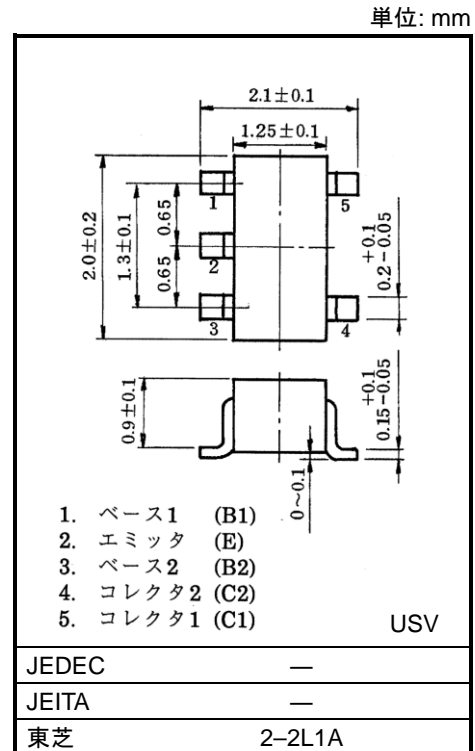 単位: mm
2.1±0.1
1.25±0.1
2.0±0.2
1.3±0.1
0.65
0.65
1
2
3
5
4
+0.1
0.2-0.05
0.9±0.1
+0.1
0.15-0.05
0~0.1
1. ベース1 (B1)
2. エミッタ (E)
3. ベース2 (B2)
4. コレクタ2 (C2)
5. コレクタ1 (C1)
USV
JEDEC —
JEITA —
東芝 2–2L1A